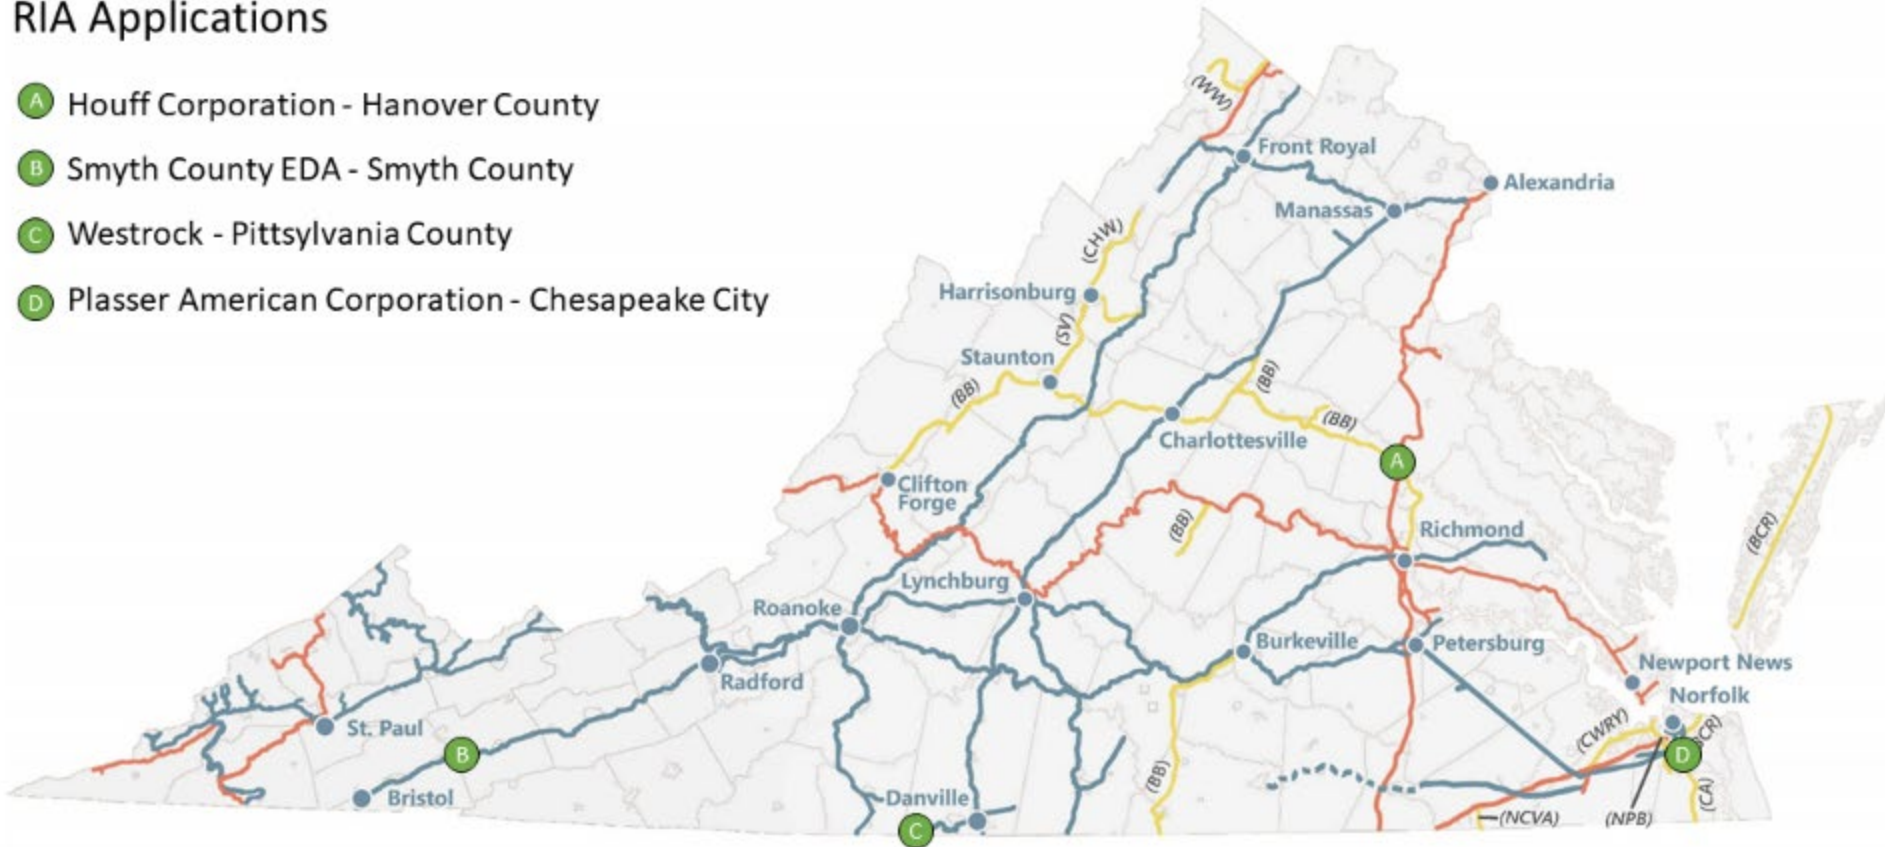 RIA Applications
A Houff Corporation - Hanover County
B Smyth County EDA - Smyth County
C Westrock - Pittsylvania County
D Plasser American Corporation - Chesapeake City
(WW)
Front Royal
Alexandria
Manassas
(CHW)
Harrisonburg
(SV)
Staunton
(BB)
(BB)
(BB)
Charlottesville
A
Clifton
Forge
(BB)
Richmond
(BCR)
Lynchburg
Roanoke
Burkeville
Petersburg
Newport News
Radford
Norfolk
St. Paul
(CWRY)
BCR)
B
D
Bristol
(BB)
Danville
(CA)
C
(NCVA)
(NPB)